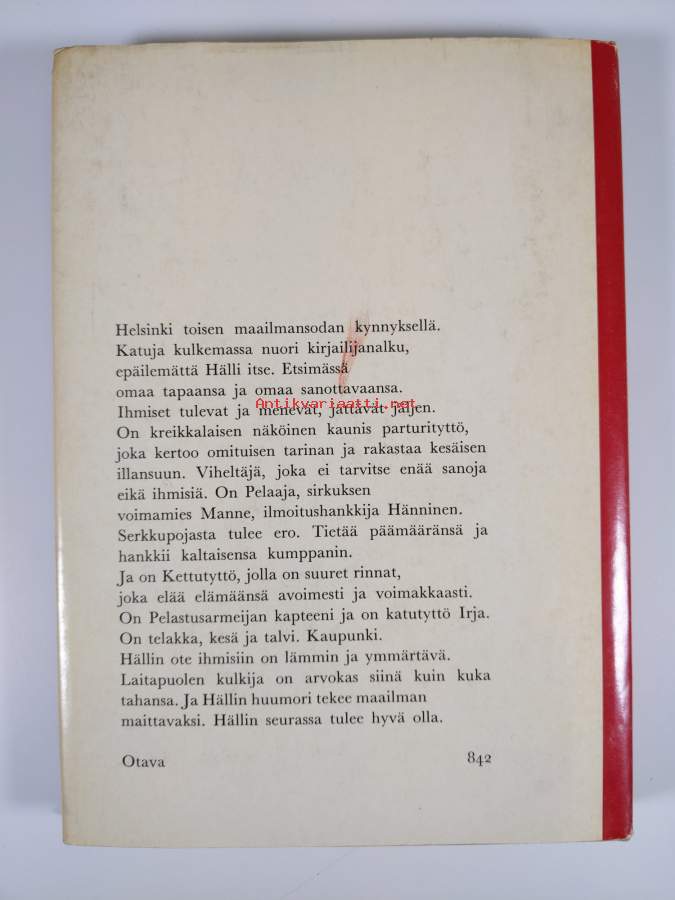 Helsinki toisen maailmansodan kynnyksellä.
Katuja kulkemassa nuori kirjailijanalku,
epäilemättä Hälli itse. Etsimässä
omaa tapaansa ja omaa sanottavaansa.
Antikvariaatti.net
Ihmiset tulevat ja menevät, jättävät jäljen.
On kreikkalaisen näköinen kaunis parturityttö,
joka kertoo omituisen tarinan ja rakastaa kesäisen
illansuun. Viheltäjä, joka ei tarvitse enää sanoja
eikä ihmisiä. On Pelaaja, sirkuksen
voimamies Manne, ilmoitushankkija Hänninen.
Serkkupojasta tulee ero. Tietää päämääränsä ja
hankkii kaltaisensa kumppanin.
Ja on Kettutyttö, jolla on suuret rinnat,
joka elää elämäänsä avoimesti ja voimakkaasti.
On Pelastusarmeijan kapteeni ja on katutyttö Irja.
On telakka, kesä ja talvi. Kaupunki.
Hällin ote ihmisiin on lämmin ja ymmärtävä.
Laitapuolen kulkija on arvokas siinä kuin kuka
tahansa. Ja Hällin huumori tekee maailman
maittavaksi. Hällin seurassa tulee hyvä olla.
Otava 842